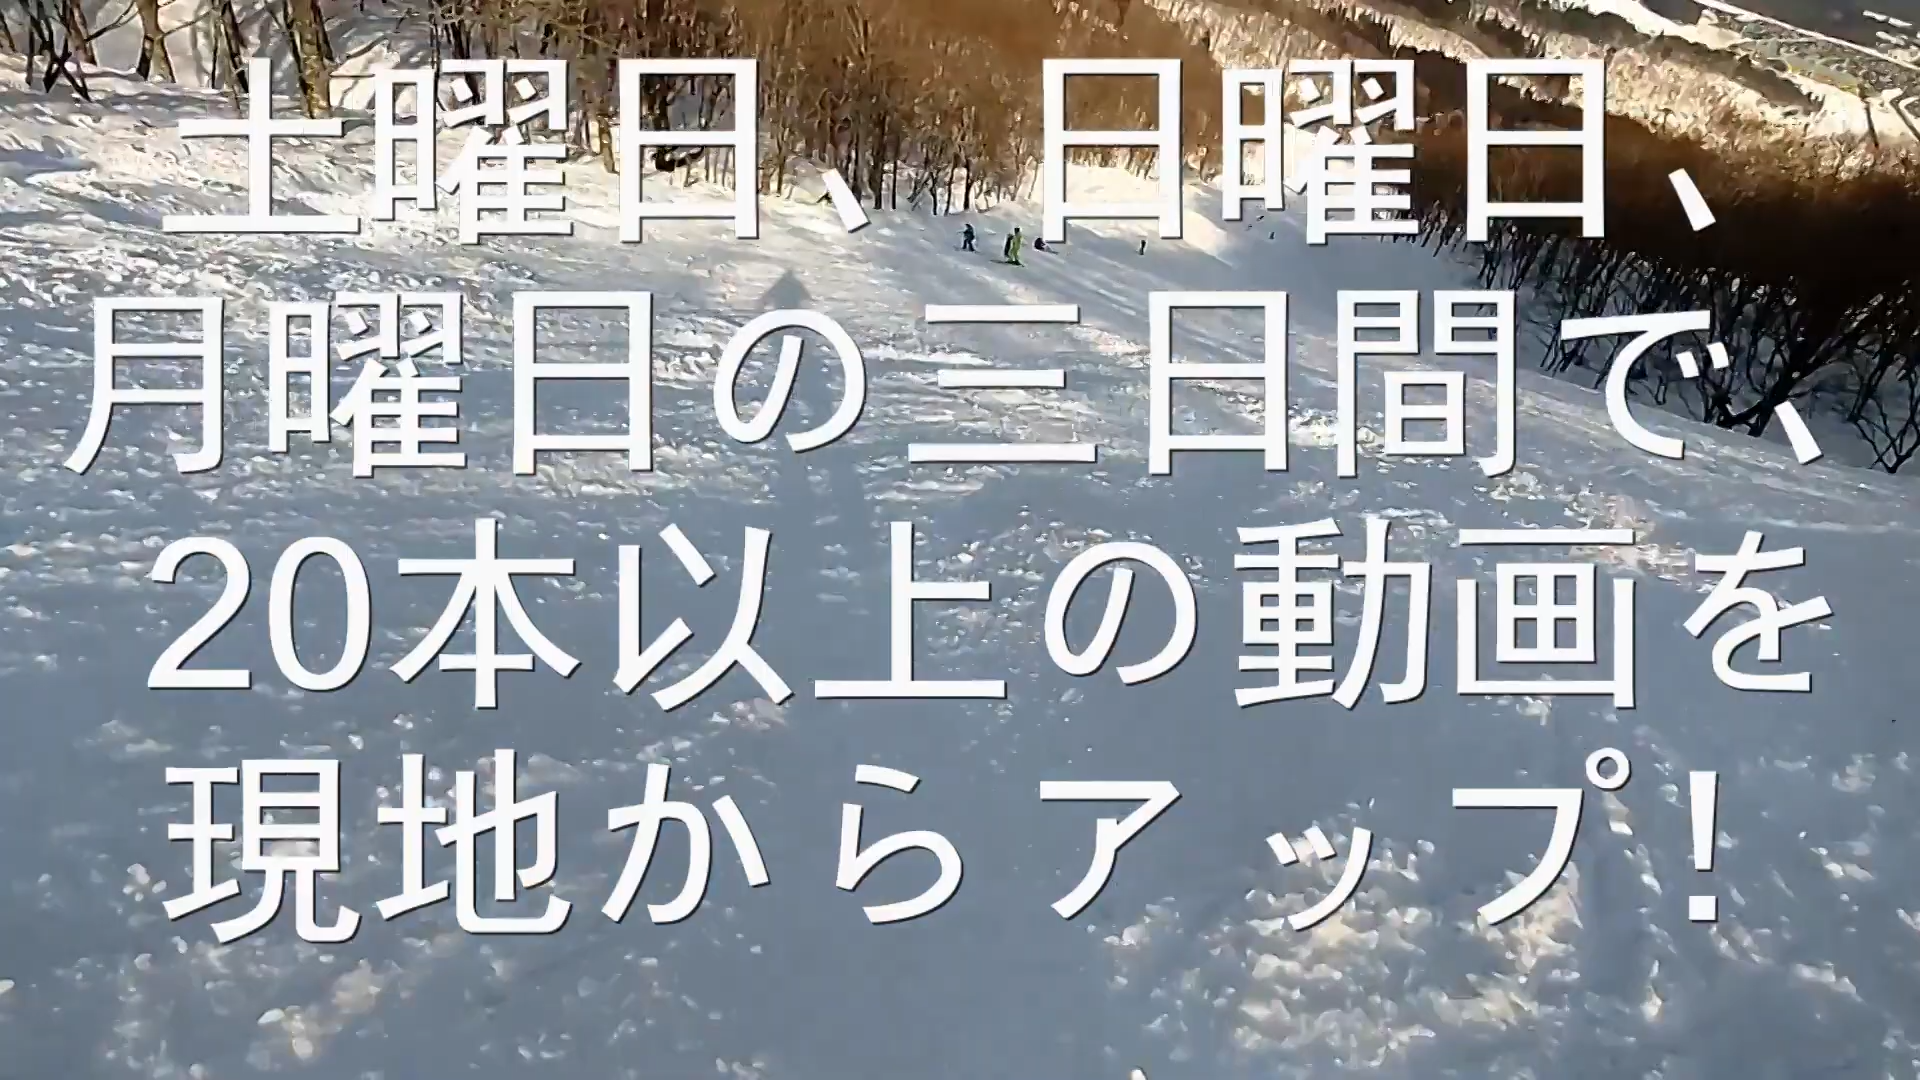 土曜日、日曜日、
月曜日の三日間で、
20本以上の動画を
現地からアップ！